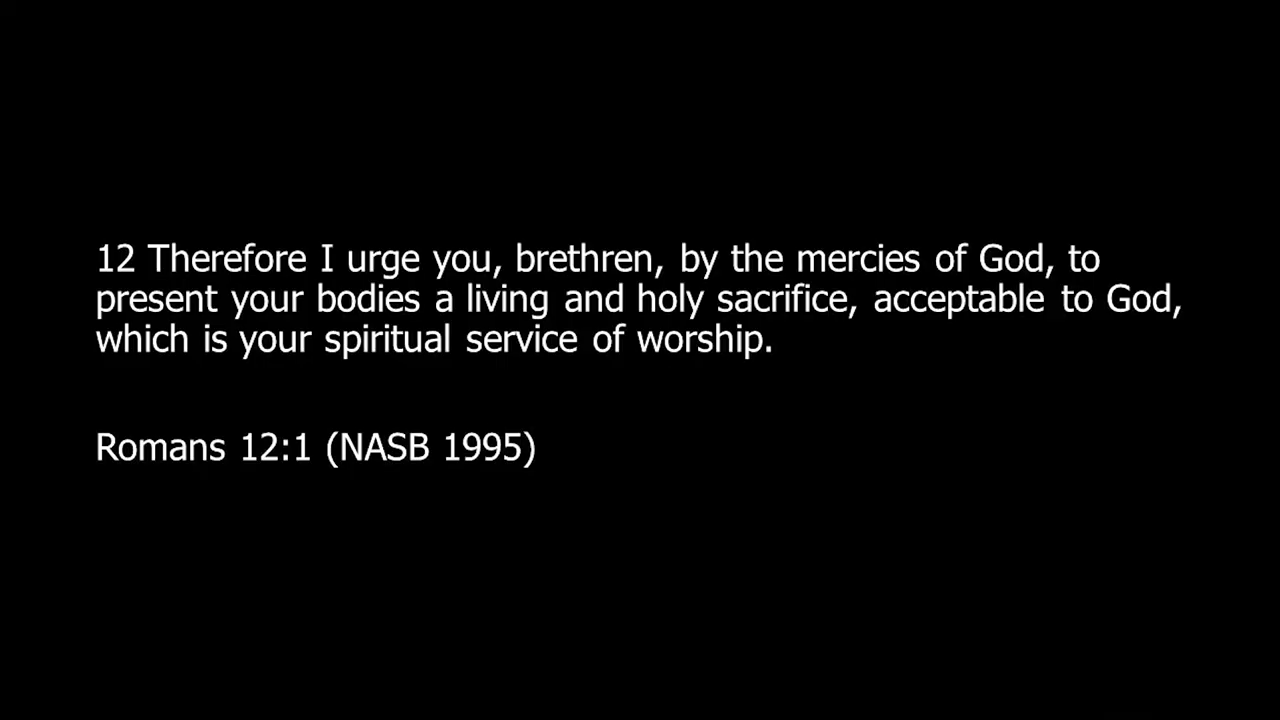 12 Therefore I urge you, brethren, by the mercies of God, to
present your bodies a living and holy sacrifice, acceptable to God,
which is your spiritual service of worship.
Romans 12:1 (NASB 1995)